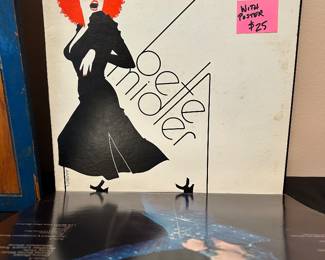 WITH
POSTER
$25
bette
midler